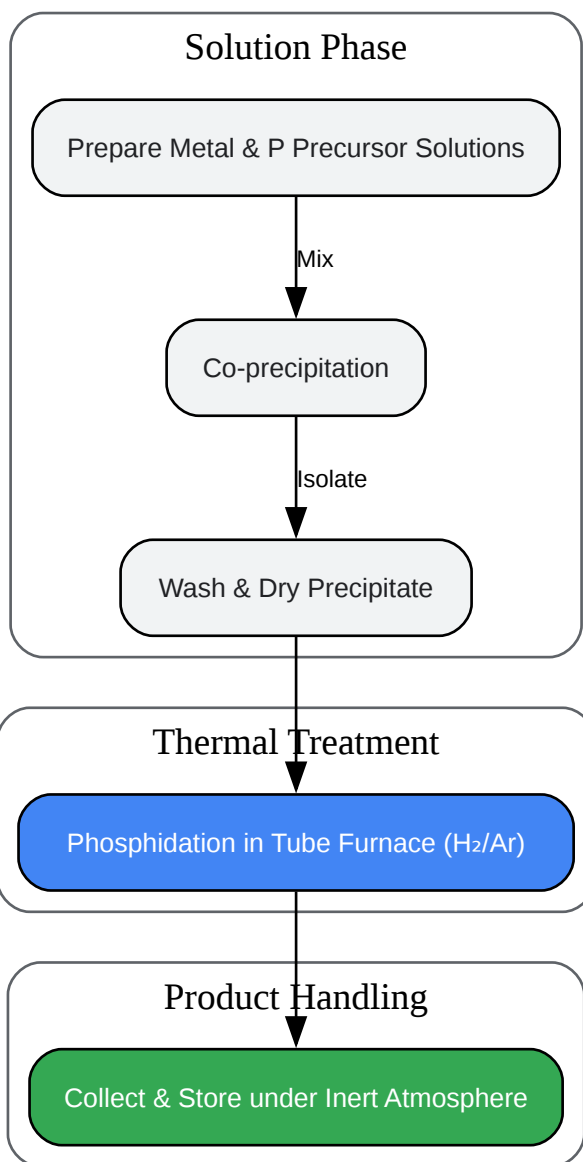 Solution Phase
Prepare Metal & P Precursor Solutions
Mix
Co-precipitation
Isolate
Wash & Dry Precipitate
Thermal Treatment
Phosphidation in Tube Furnace (H₂/Ar)
Product Handling
Collect & Store under Inert Atmosphere